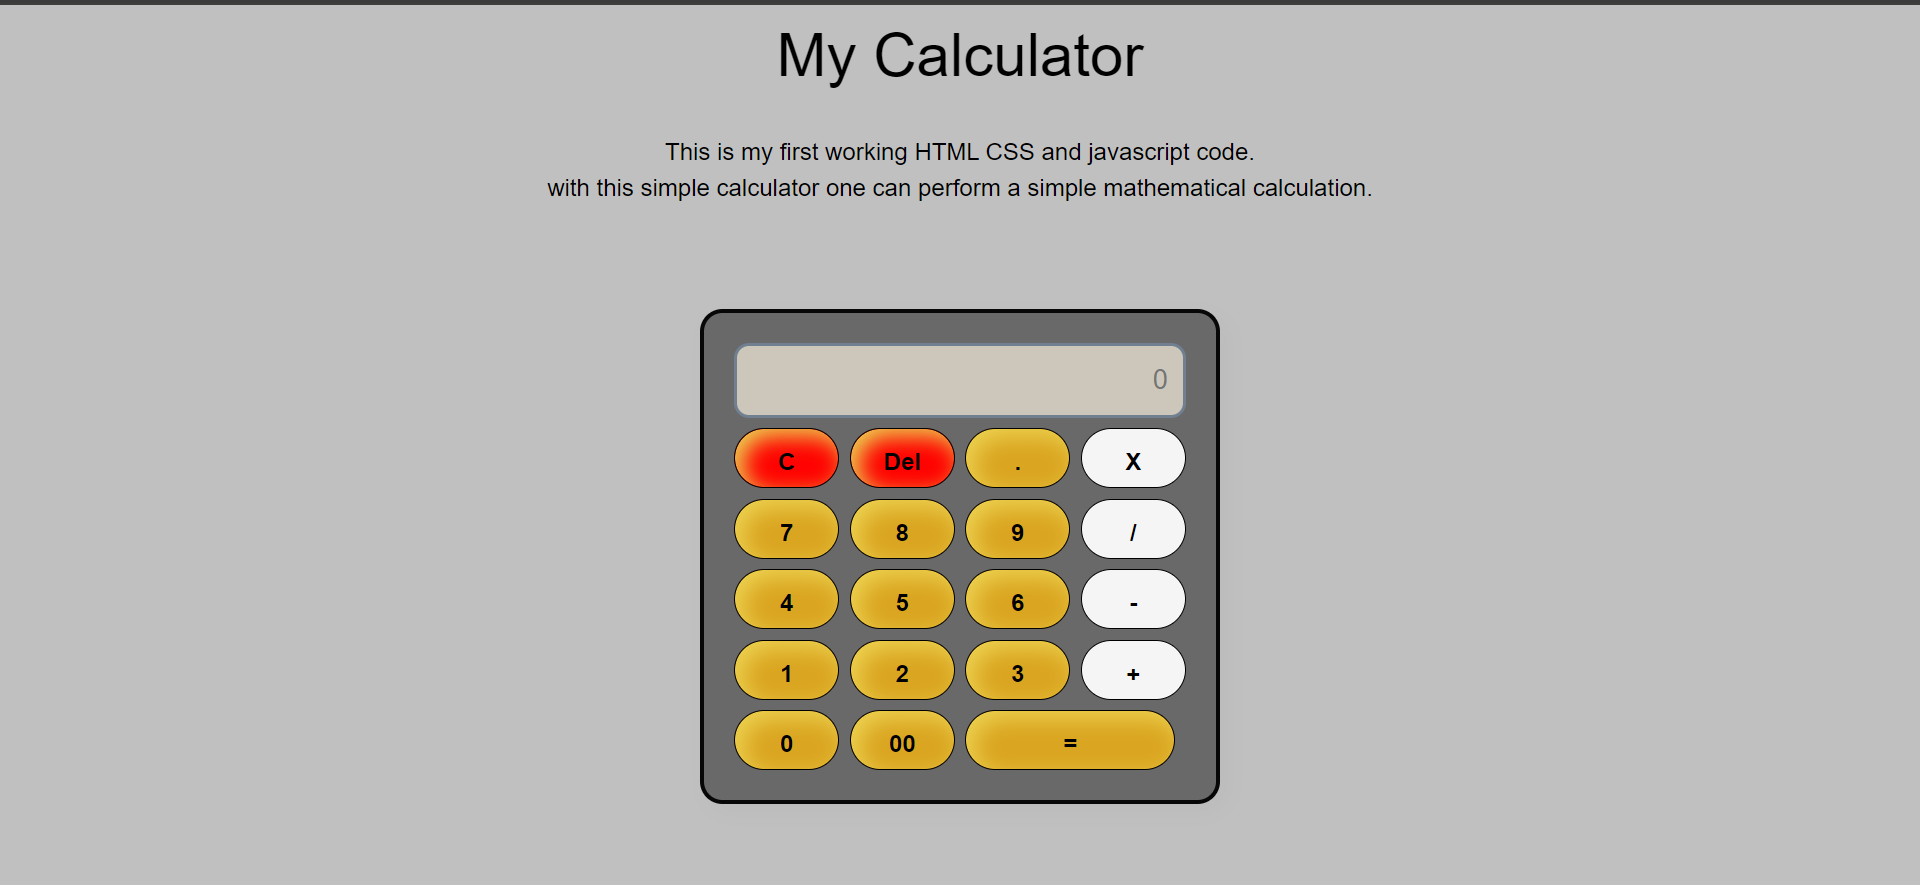 My Calculator
This is my first working HTML CSS and javascript code.
with this simple calculator one can perform a simple mathematical calculation.
0
C Del . X
7 8 9 /
4 5 6 -
1 2 3 +
0 00 =